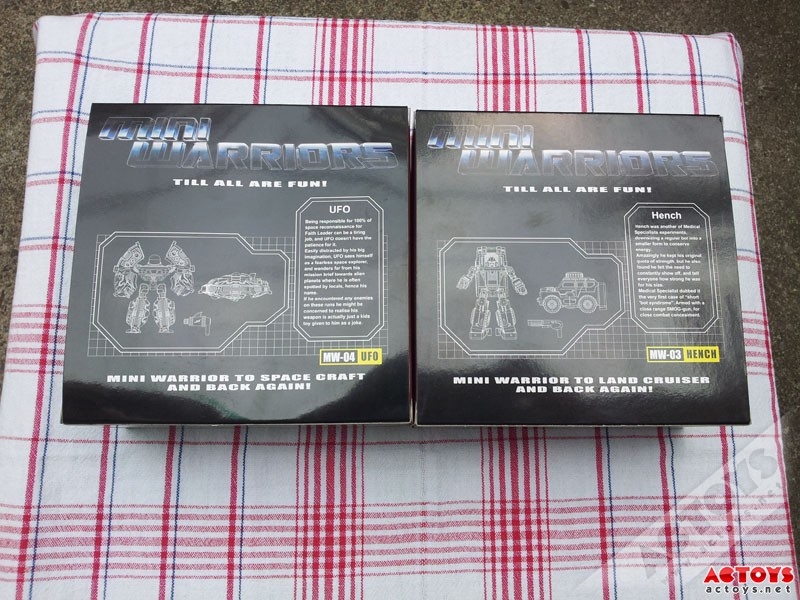 MINI
WARRIORS
TILL ALL ARE FUN!
UFO
Being responsible for 100% of
space reconnaissance for
Faith Leader can be a tiring
job, and UFO doesn't have the
patience for it.
Easily distracted by his big
imagination, UFO sees himself
as a fearless space explorer,
and wanders far from his
mission brief towards alien
planets where he is often
spotted by locals, hence his
name.
If he encountered any enemies
on these runs he might be
concerned to realise his
weapon is actually just a kids
toy given to him as a joke
MW-04 UFO
MINI WARRIOR TO SPACE CRAFT
AND BACK AGAIN!
MINI
WARRIORS
TILL ALL ARE FUN!
Hench
Hench was another of Medical
Specialists experiments,
downsizing a regular bot into a
smaller form to conserve
energy.
Amazingly he kept his original
points of strength, but he also
found he felt the need to
constantly show off, and tell
everyone how strong he was
for his size.
Medical Specialist dubbed it
the very first case of "short
bot syndrome". Armed with a
close range SMOG-gun, for
close combat concealment.
MW-03 HENCH
MINI WARRIOR TO LAND CRUISER
AND BACK AGAIN!
ACTOYS
actoys.net
ACTOYS
actoys.net